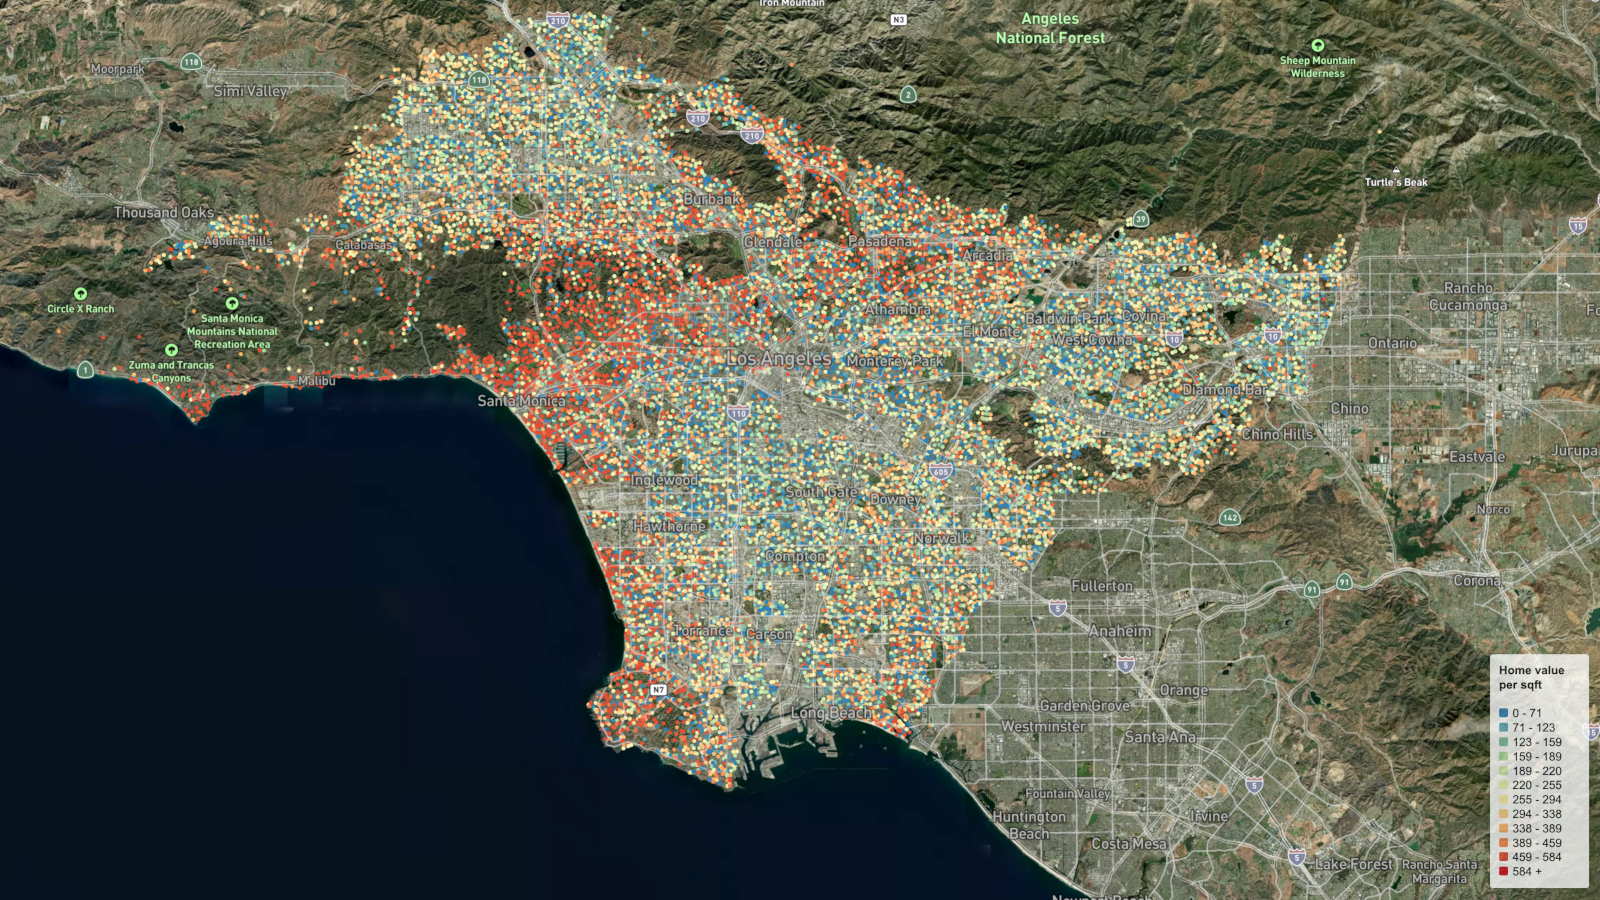 Iron Mountain
N3
Angeles
National Forest
210
118
Moorpark
118
Simi Valley
2
Sheep Mountain
Wilderness
210
210
Turtle's Beak
Thousand Oaks
Burbank
39
15
Agoura Hills
Calabasas
Glendale
Pasadena
Arcadia
Circle X Ranch
Santa Monica
Mountains National
Recreation Area
Rancho
Cucamonga
Fo
Alhambra
El Monte
Baldwin Park
Covina
West Covina
10
10
Ontario
Los Angeles
Monterey Park
1
Zuma and Trancas
Canyons
Malibu
Santa Monica
110
Diamond Bar
Chino
Chino Hills
605
Eastvale
Jurupa
Inglewood
South Gate
Downey
Norco
142
Hawthorne
Norwalk
Compton
Fullerton
91
91
Corona
5
Torrance
Carson
Anaheim
5
N7
Orange
Long Beach
Garden Grove
Westminster
Santa Ana
15
5
Fountain Valley
Huntington
Beach
Irvine
Costa Mesa
5
Lake Forest
Rancho Santa
Margarita
Newport Beach
Home value
per sqft
0 - 71
71 - 123
123 - 159
159 - 189
189 - 220
220 - 255
255 - 294
294 - 338
338 - 389
389 - 459
459 - 584
584 +